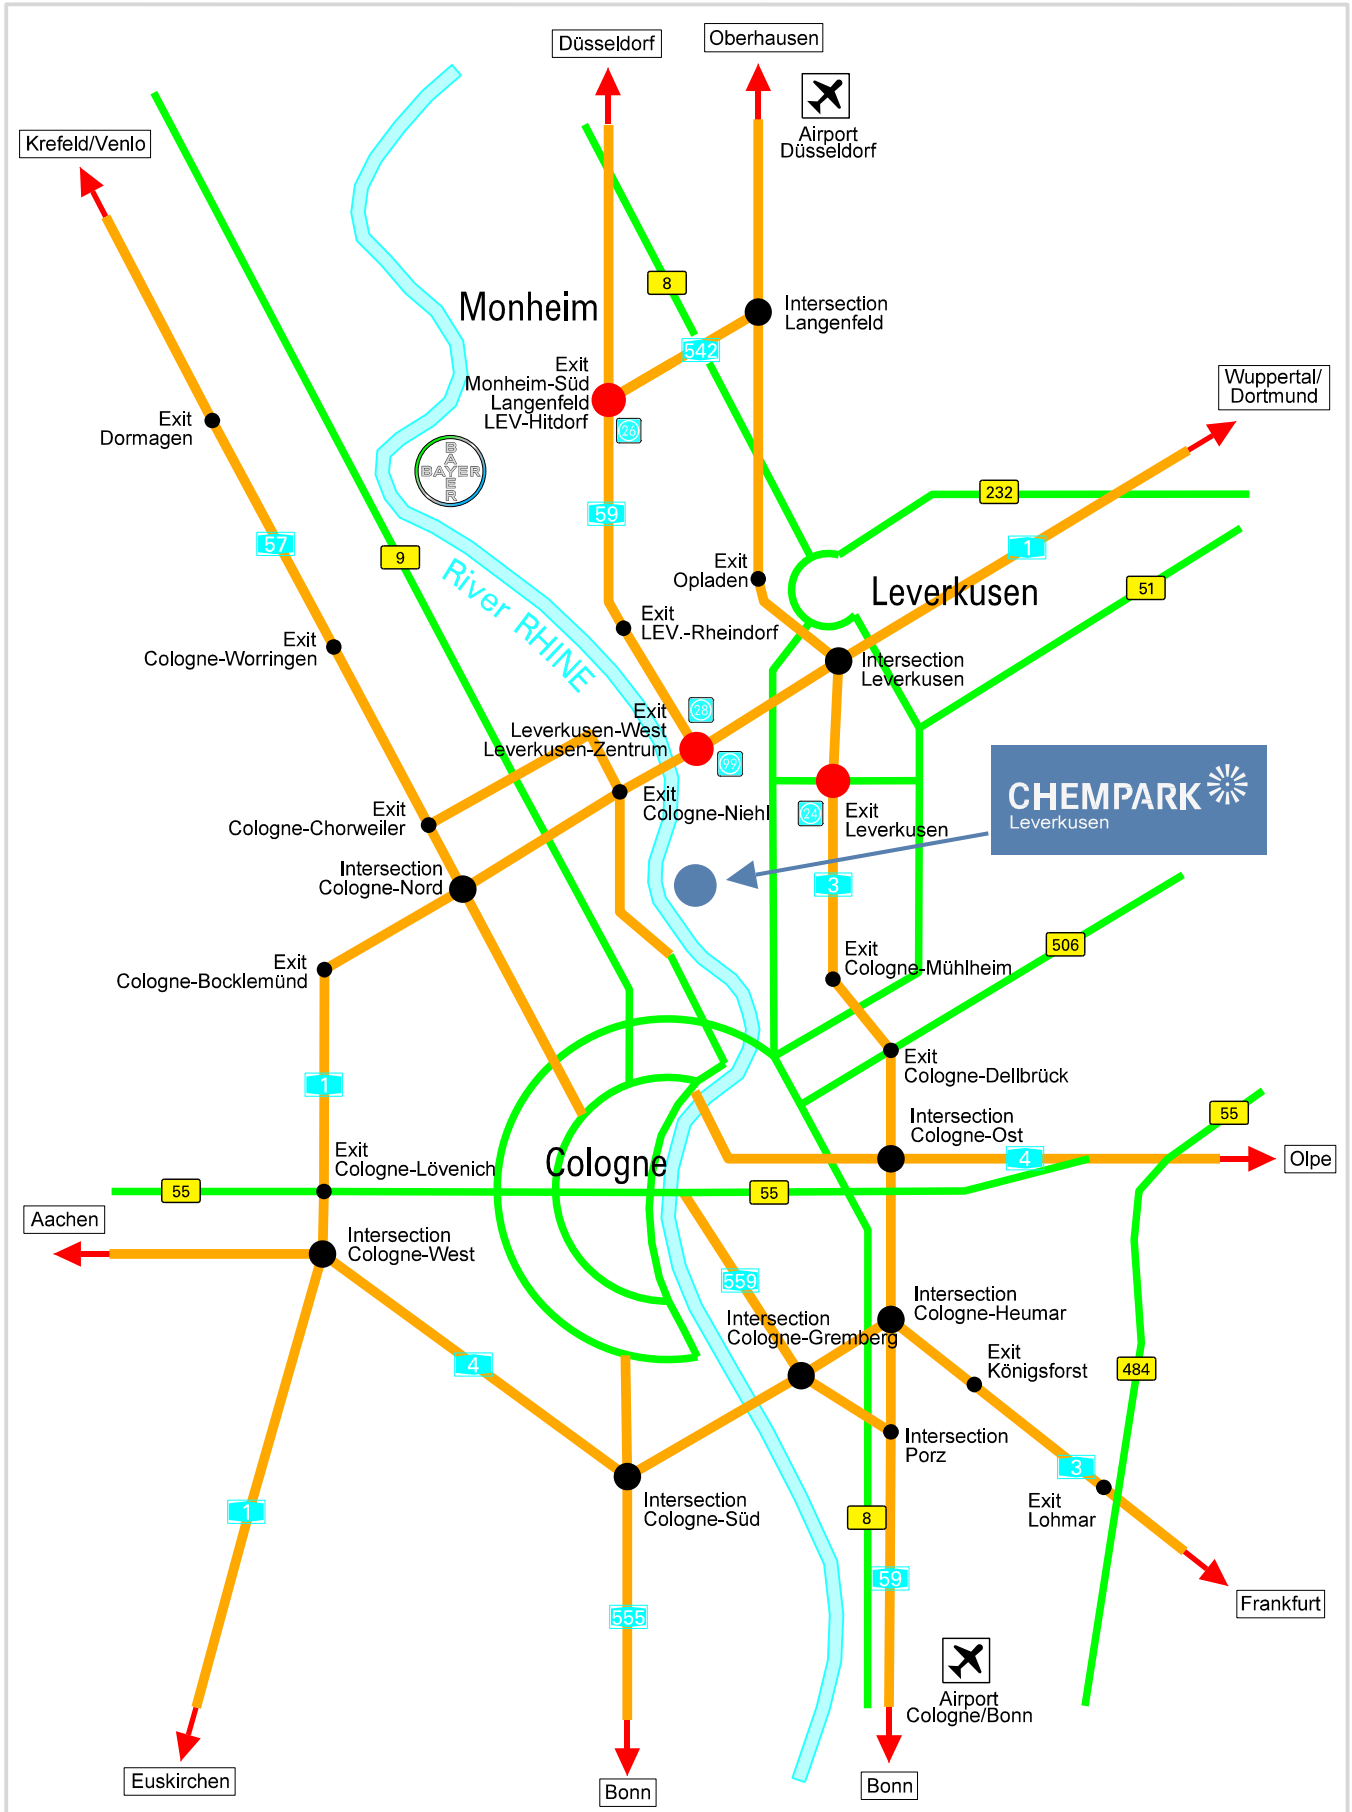 Düsseldorf
Oberhausen
Airport
Düsseldorf
Krefeld/Venlo
8
Monheim
Intersection
Langenfeld
542
Exit
Monheim-Süd
Langenfeld
LEV-Hitdorf
26
Wuppertal/
Dortmund
Exit
Dormagen
BAYER
BAYER
232
59
57
9
1
Exit
Opladen
51
Leverkusen
River RHINE
Exit
LEV.-Rheindorf
Exit
Cologne-Worringen
Intersection
Leverkusen
28
Exit
Leverkusen-West
Leverkusen-Zentrum
99
CHEMPARK
Leverkusen
Exit
Cologne-Niehl
24
Exit
Leverkusen
Exit
Cologne-Chorweiler
Intersection
Cologne-Nord
3
506
Exit
Cologne-Bocklemünd
Exit
Cologne-Mühlheim
Exit
Cologne-Dellbrück
1
55
Intersection
Cologne-Ost
Exit
Cologne-Lövenich
Cologne
4
Olpe
55
55
Aachen
Intersection
Cologne-West
559
Intersection
Cologne-Heumar
Intersection
Cologne-Gremberg
4
Exit
Königsforst
484
Intersection
Porz
3
Exit
Lohmar
Intersection
Cologne-Süd
1
8
59
555
Frankfurt
Airport
Cologne/Bonn
Euskirchen
Bonn
Bonn